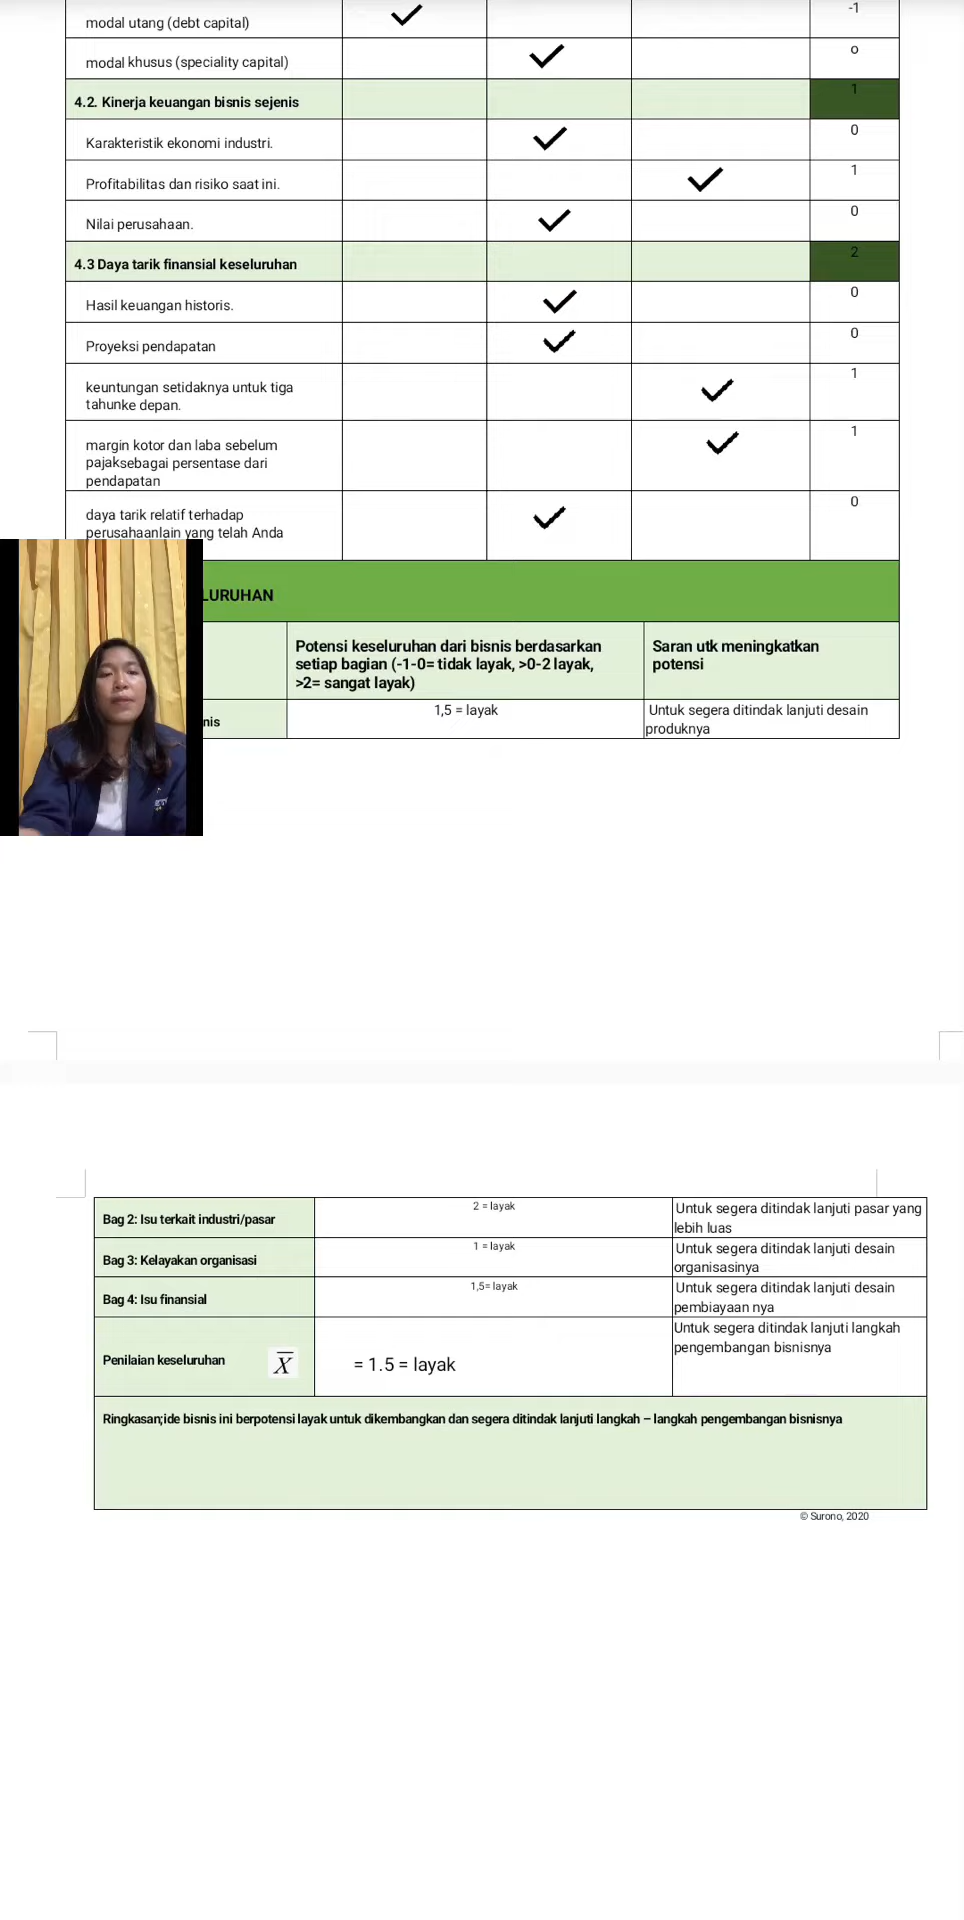 modal utang (debt capital)
-1
modal khusus (speciality capital)
o
4.2. Kinerja keuangan bisnis sejenis
1
Karakteristik ekonomi industri.
0
Profitabilitas dan risiko saat ini.
1
Nilai perusahaan.
0
4.3 Daya tarik finansial keseluruhan
2
Hasil keuangan historis.
0
Proyeksi pendapatan
0
keuntungan setidaknya untuk tiga
tahunke depan.
1
margin kotor dan laba sebelum
pajaksebagai persentase dari
pendapatan
1
daya tarik relatif terhadap
perusahaanlain yang telah Anda
0
LURUHAN
Potensi keseluruhan dari bisnis berdasarkan
setiap bagian (-1-0= tidak layak, >0-2 layak,
>2= sangat layak)
Saran utk meningkatkan
potensi
nis
1,5 = layak
Untuk segera ditindak lanjuti desain
produknya
Bag 2: Isu terkait industri/pasar
2 = layak
Untuk segera ditindak lanjuti pasar yang
lebih luas
Bag 3: Kelayakan organisasi
1 = layak
Untuk segera ditindak lanjuti desain
organisasinya
Bag 4: Isu finansial
1,5= layak
Untuk segera ditindak lanjuti desain
pembiayaan nya
Penilaian keseluruhan X̅
= 1.5 = layak
Untuk segera ditindak lanjuti langkah
pengembangan bisnisnya
Ringkasan;ide bisnis ini berpotensi layak untuk dikembangkan dan segera ditindak lanjuti langkah – langkah pengembangan bisnisnya
© Surono, 2020